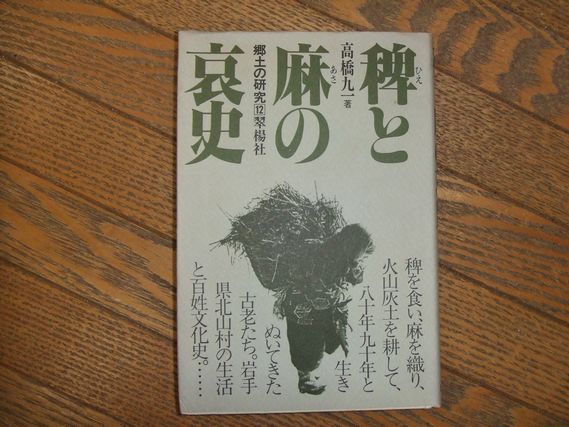 稗と
ひえ
麻の
あさ
哀史
高橋九一著
郷土の研究12翠楊社
稗を食い、麻を織り、
火山灰土を耕して、
八十年九十年と
生き
ぬいてきた
古老たち。岩手
県北山村の生活
と百姓文化史。……